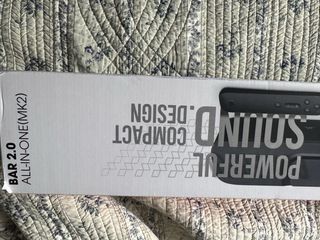 BAR 2.0
ALL-IN-ONE(MK2)
POWERFUL
SOUND.
COMPACT
DESIGN